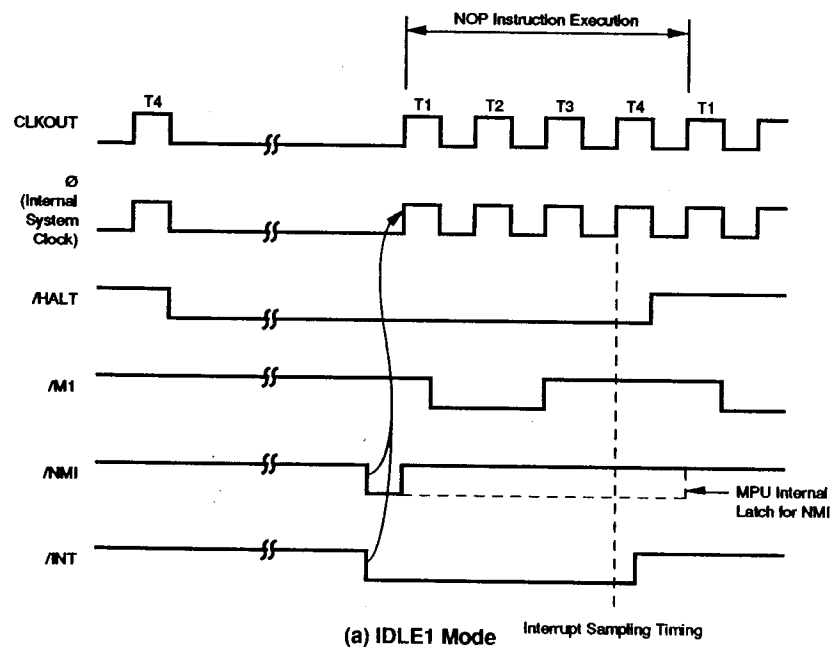 NOP Instruction Execution
T4 T1 T2 T3 T4 T1
CLKOUT
Ø
(Internal
System
Clock)
/HALT
/M1
/NMI
MPU Internal
Latch for NMI
/INT
(a) IDLE1 Mode
Interrupt Sampling Timing